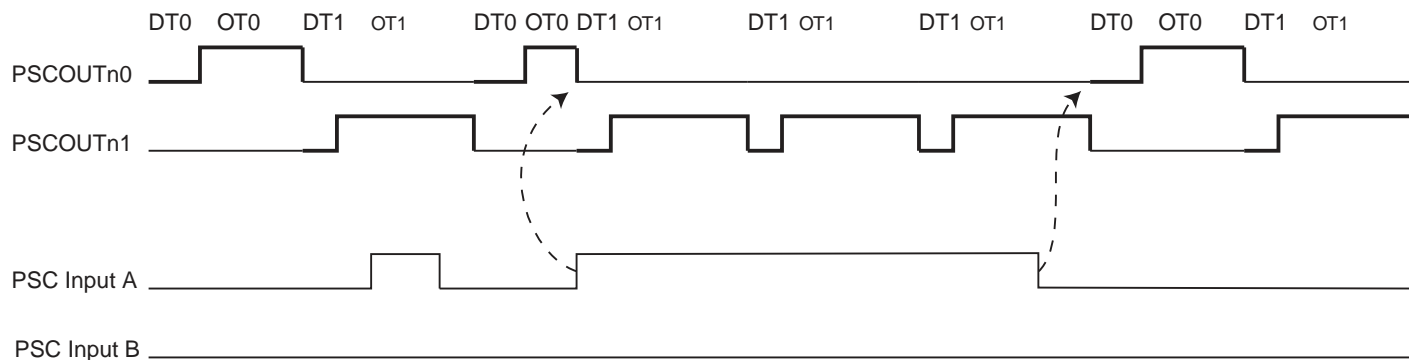 DT0 OT0 DT1 OT1 DT0 OT0 DT1 OT1 DT1 OT1 DT1 OT1 DT0 OT0 DT1 OT1
PSCOUTn0
PSCOUTn1
PSC Input A
PSC Input B